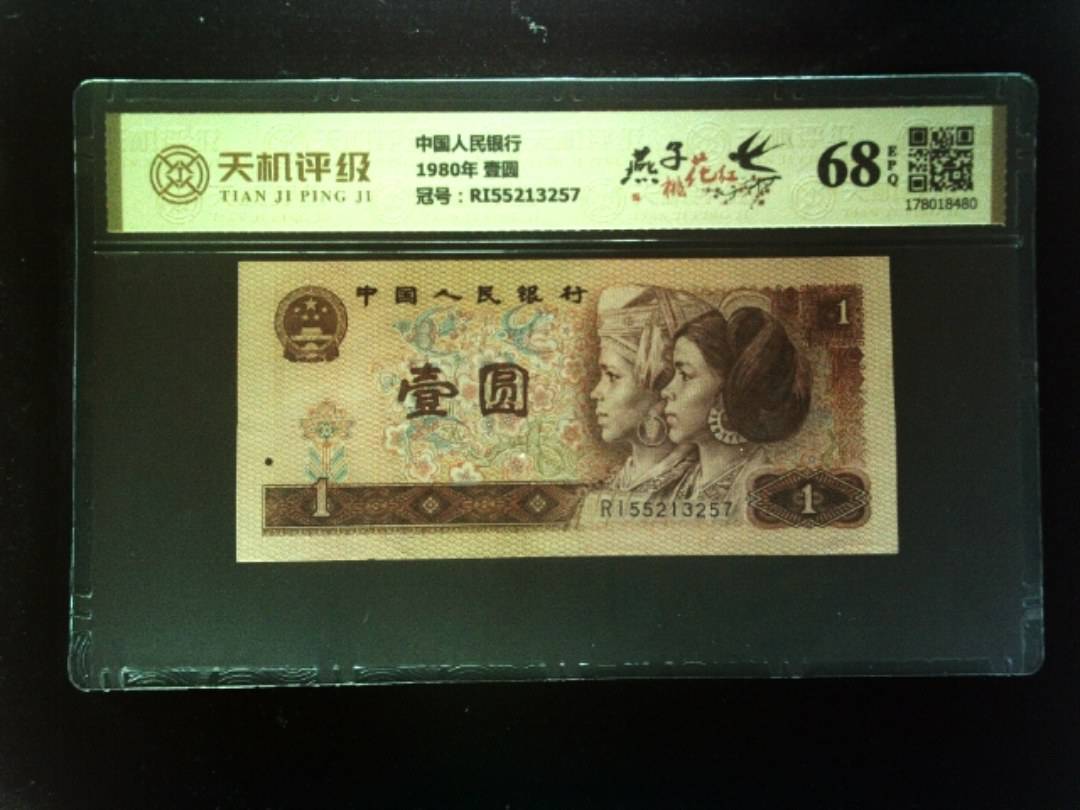 天机评级
TIAN JI PING JI
中国人民银行
1980年 壹圆
冠号：RI55213257
燕子
桃花红
68
EPQ
178018480
中国人民银行
1
壹圆
1
RI55213257
1